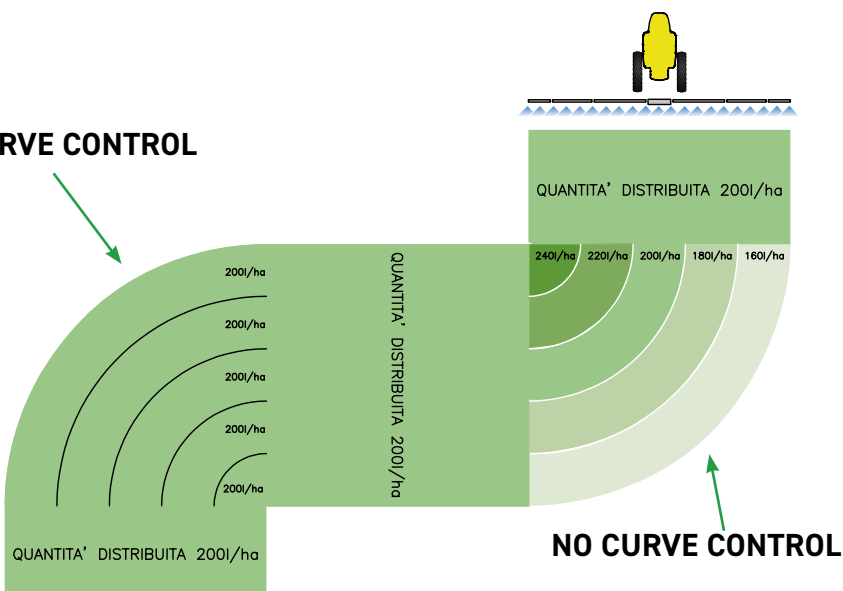 RVE CONTROL
QUANTITA' DISTRIBUITA 200l/ha
240l/ha 220l/ha 200l/ha 180l/ha 160l/ha
200l/ha
200l/ha
200l/ha
200l/ha
200l/ha
QUANTITA' DISTRIBUITA 200l/ha
QUANTITA' DISTRIBUITA 200l/ha
NO CURVE CONTROL